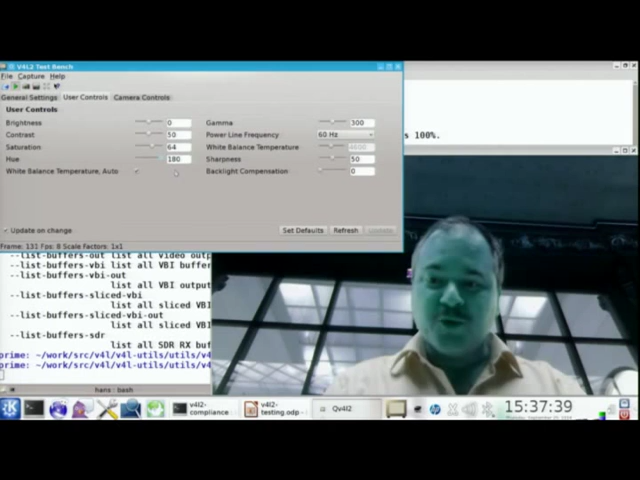 V4L2 Test Bench
File Capture Help
General Settings User Controls Camera Controls
User Controls
Brightness 0 Gamma 300
Contrast 50 Power Line Frequency 60 Hz
Saturation 64 White Balance Temperature 4600
Hue 180 Sharpness 50
White Balance Temperature, Auto Backlight Compensation 0
s 100%.
Update on change Set Defaults Refresh Update
Frame: 131 Fps: 8 Scale Factors: 1x1
--list-buffers-out list all video outp
--list-buffers-vbi list all VBI buffer
--list-buffers-vbi-out
list all VBI output
--list-buffers-sliced-vbi
list all sliced VBI
--list-buffers-sliced-vbi-out
list all sliced VBI
--list-buffers-sdr
list all SDR RX buf
prime: ~/work/src/v4l/v4l-utils/utils/v4
prime: ~/work/src/v4l/v4l-utils/utils/v4
hans : bash
v4l2-compliance
v4l2-testing.odp
Qv4l2
15:37:39